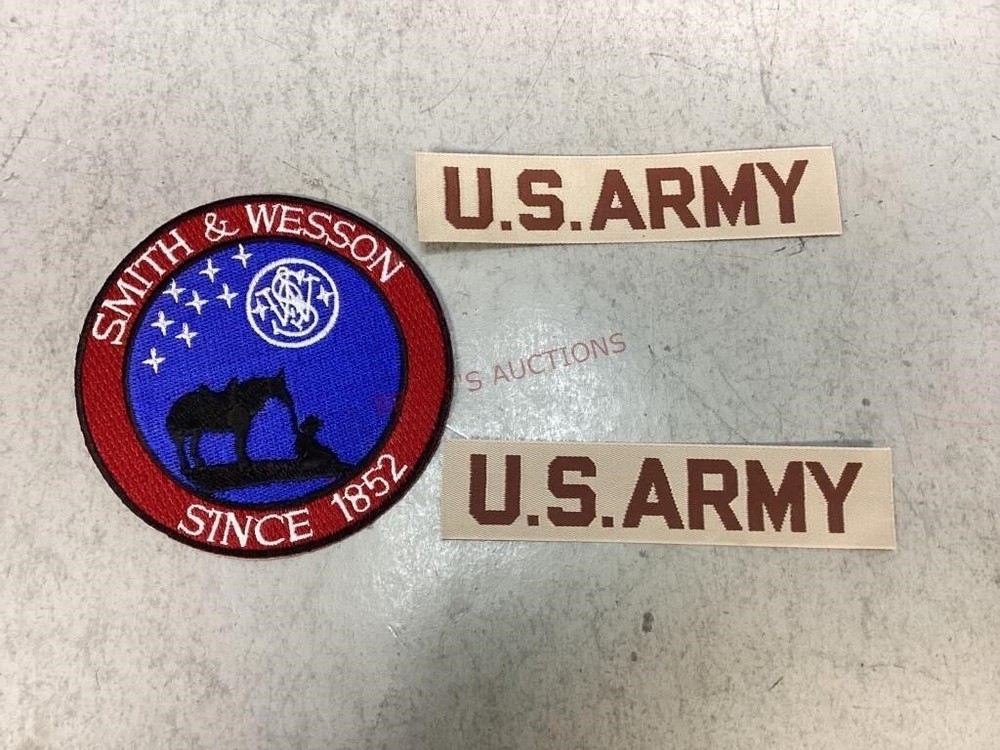 SMITH & WESSON
SINCE 1852
U.S.ARMY
'S AUCTIONS
U.S.ARMY